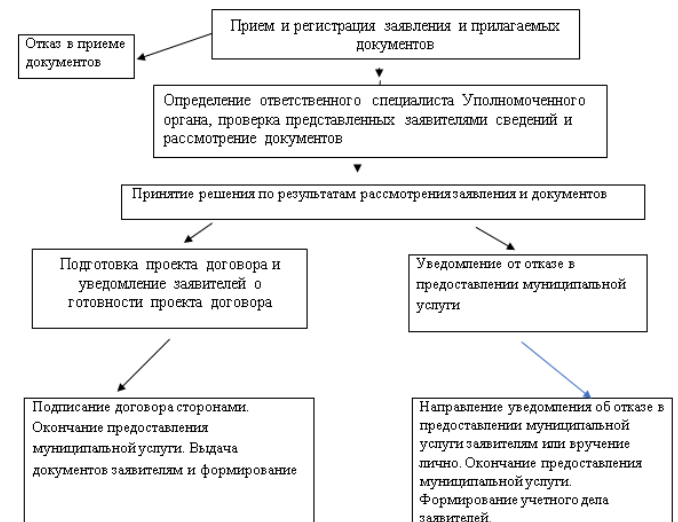 Прием и регистрация заявления и прилагаемых
документов
Отказ в приеме
документов
Определение ответственного специалиста Уполномоченного
органа, проверка представленных заявителями сведений и
рассмотрение документов
Принятие решения по результатам рассмотрения заявления и документов
Подготовка проекта договора и
уведомление заявителей о
готовности проекта договора
Уведомление от отказе в
предоставлении муниципальной
услуги
Подписание договора сторонами.
Окончание предоставления
муниципальной услуги. Выдача
документов заявителям и формирование
Направление уведомления об отказе в
предоставлении муниципальной
услуги заявителям или вручение
лично. Окончание предоставления
муниципальной услуги.
Формирование учетного дела
заявителей.